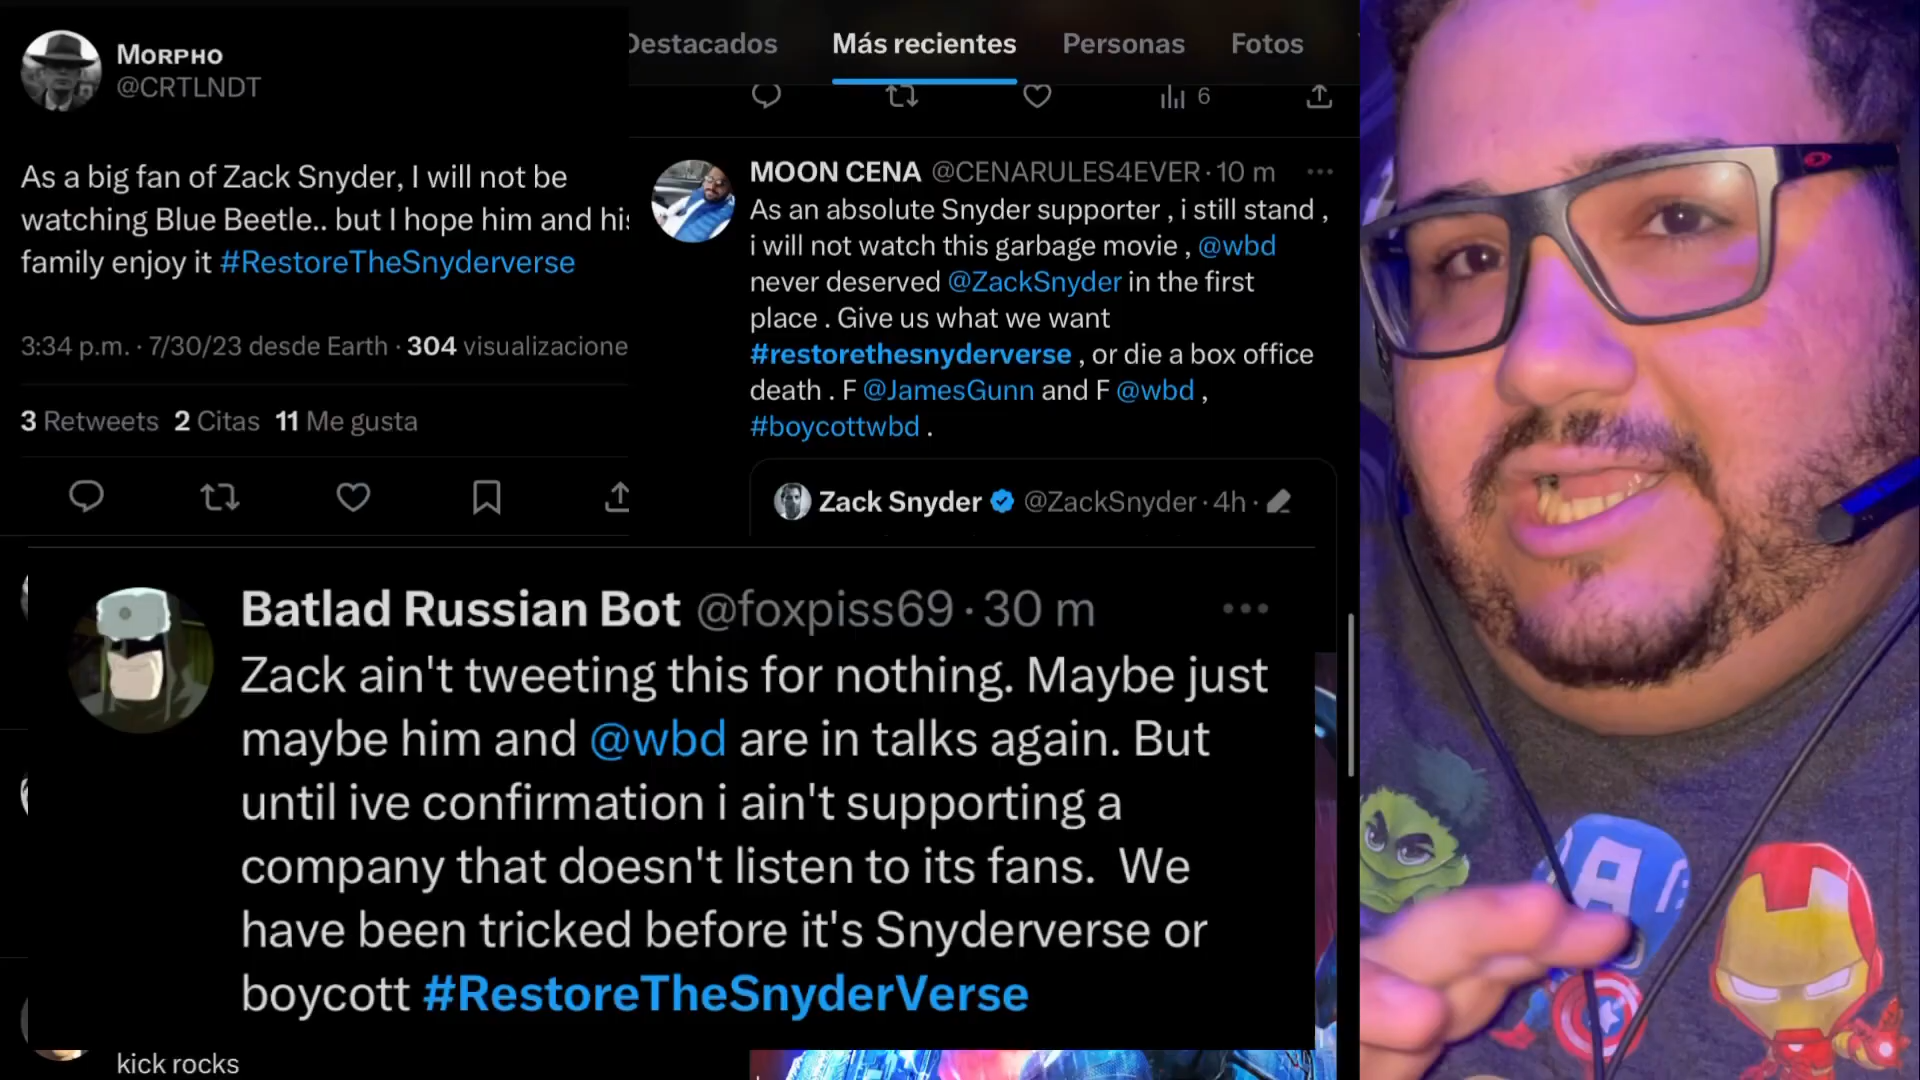 MORPHO
@CRTLNDT
As a big fan of Zack Snyder, I will not be
watching Blue Beetle.. but I hope him and his
family enjoy it #RestoreTheSnyderverse
3:34 p.m. · 7/30/23 desde Earth · 304 visualizacione
3 Retweets 2 Citas 11 Me gusta
Destacados Más recientes Personas Fotos
6
MOON CENA @CENARULES4EVER · 10 m
As an absolute Snyder supporter , i still stand ,
i will not watch this garbage movie , @wbd
never deserved @ZackSnyder in the first
place . Give us what we want
#restorethesnyderverse , or die a box office
death . F @JamesGunn and F @wbd ,
#boycottwbd .
Zack Snyder @ZackSnyder · 4h ·
Batlad Russian Bot @foxpiss69 · 30 m
Zack ain't tweeting this for nothing. Maybe just
maybe him and @wbd are in talks again. But
until ive confirmation i ain't supporting a
company that doesn't listen to its fans. We
have been tricked before it's Snyderverse or
boycott #RestoreTheSnyderVerse
kick rocks
A